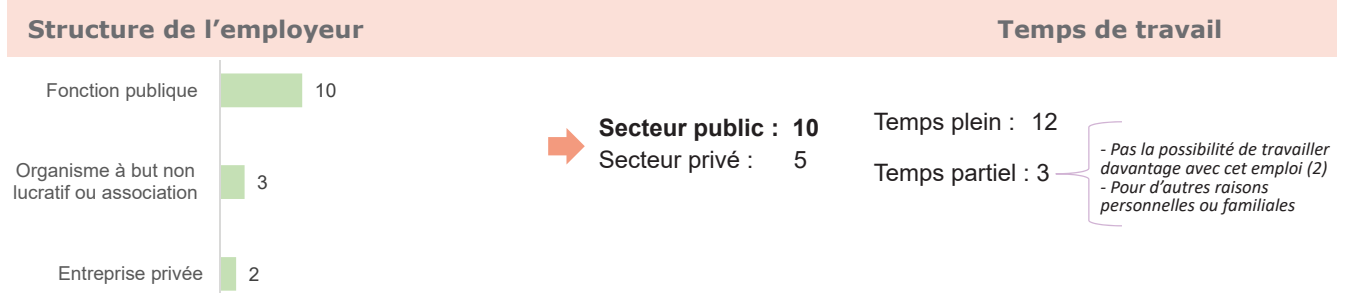 Structure de l’employeur
Temps de travail
Fonction publique
10
Organisme à but non
lucratif ou association
3
Entreprise privée
2
Secteur public : 10
Secteur privé : 5
Temps plein : 12
Temps partiel : 3
- Pas la possibilité de travailler
davantage avec cet emploi (2)
- Pour d’autres raisons
personnelles ou familiales